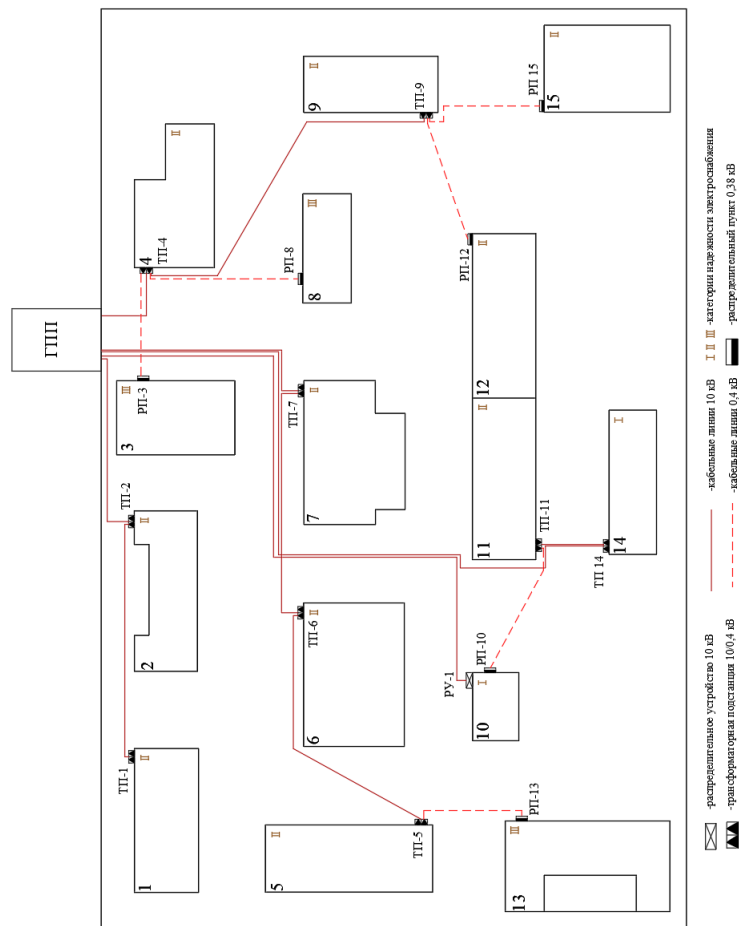 ГПП
ТП-1
ТП-2
1
II
2
II
3
РП-3
III
4
ТП-4
II
5
II
6
ТП-6
II
7
ТП-7
I
РП-8
8
III
9
II
ТП-5
ТП-9
РУ-1
10
I
РП-10
11
II
12
РП-12
II
13
III
РП-13
ТП-11
РП 15
15
II
ТП 14
14
I
-распределительное устройство 10 кВ
-кабельные линии 10 кВ
I II III -категории надежности электроснабжения
-трансформаторная подстанция 10/0,4 кВ
-кабельные линии 0,4 кВ
-распределительный пункт 0,38 кВ